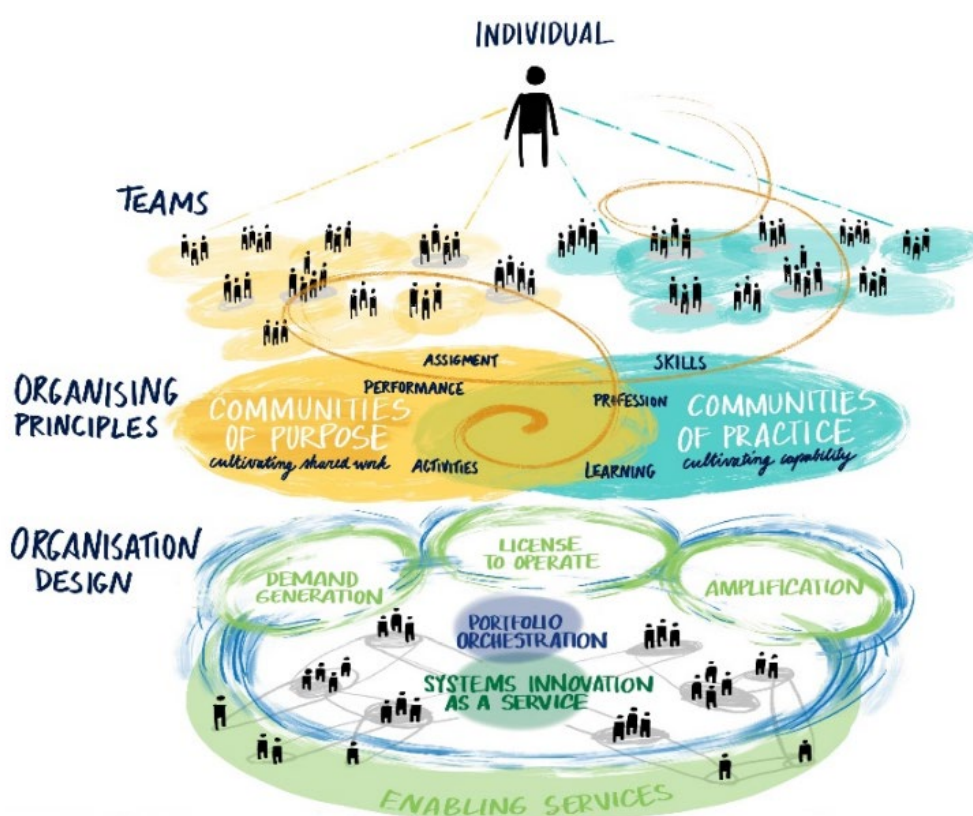 INDIVIDUAL
TEAMS
ORGANISING
PRINCIPLES
ASSIGMENT
PERFORMANCE
COMMUNITIES
OF PURPOSE
cultivating shared work
ACTIVITIES
SKILLS
PROFESSION
COMMUNITIES
OF PRACTICE
cultivating capability
LEARNING
ORGANISATION
DESIGN
DEMAND
GENERATION
LICENSE
TO OPERATE
AMPLIFICATION
PORTFOLIO
ORCHESTRATION
SYSTEMS INNOVATION
AS A SERVICE
ENABLING SERVICES